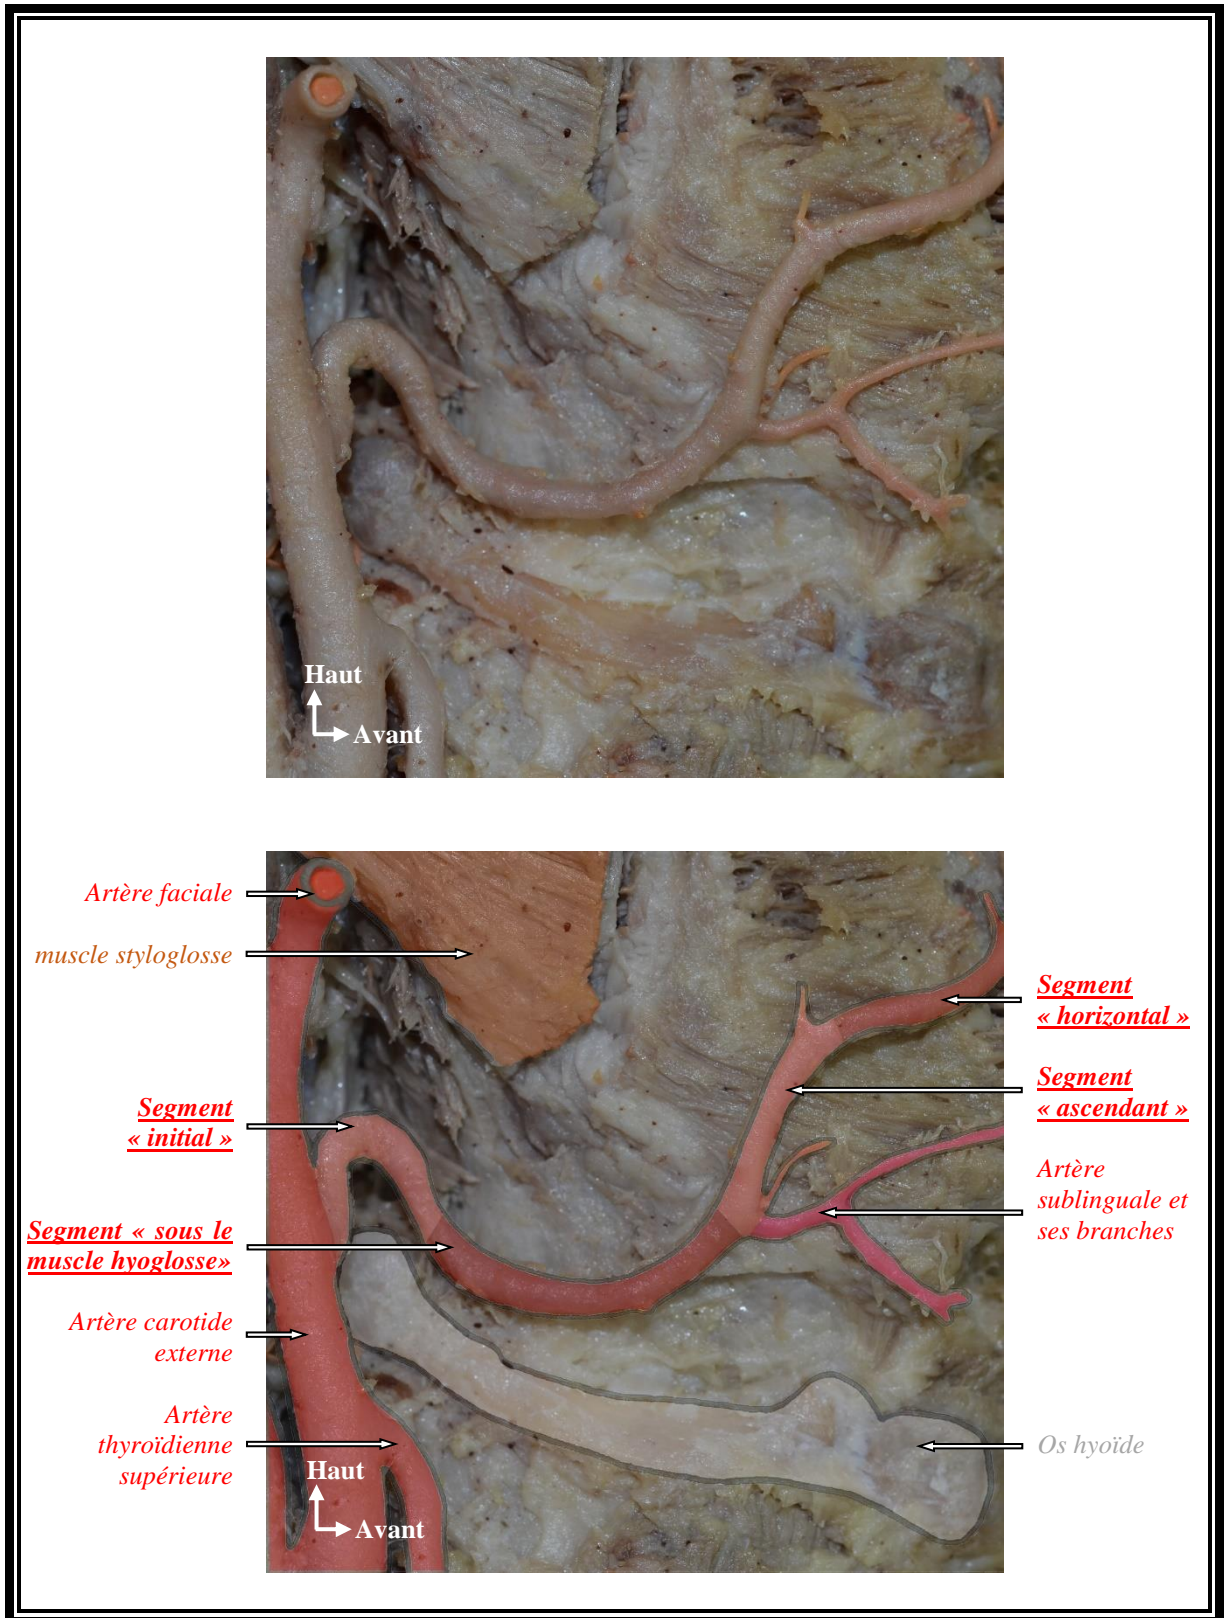 Haut
Avant
Artère faciale
muscle styloglosse
Segment
« initial »
Segment « sous le
muscle hyoglosse»
Artère carotide
externe
Artère
thyroïdienne
supérieure
Segment
« horizontal »
Segment
« ascendant »
Artère
sublinguale et
ses branches
Os hyoïde
Haut
Avant